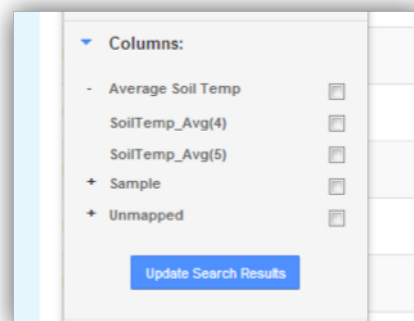 Columns:
- Average Soil Temp
SoilTemp_Avg(4)
SoilTemp_Avg(5)
+ Sample
+ Unmapped
Update Search Results